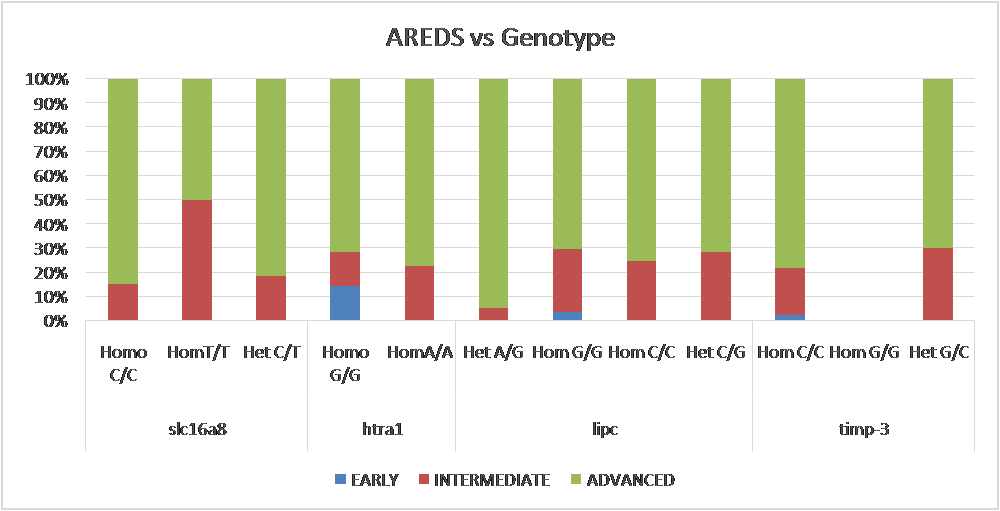 AREDS vs Genotype
100%
90%
80%
70%
60%
50%
40%
30%
20%
10%
0%
Homo C/C
HomT/T
Het C/T
Homo G/G
HomA/A
Het A/G
Hom G/G
Hom C/C
Het C/G
Hom C/C
Hom G/G
Het G/C
slc16a8
htra1
lipc
timp-3
EARLY
INTERMEDIATE
ADVANCED